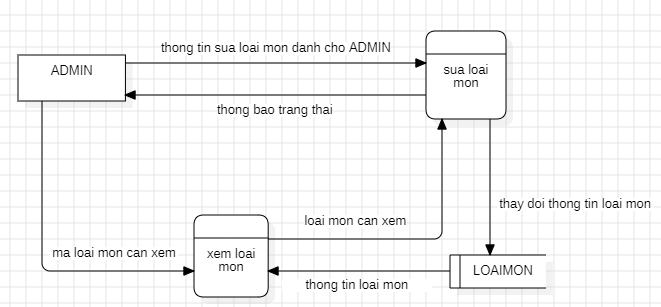 thong tin sua loai mon danh cho ADMIN
ADMIN
sua loai
mon
thong bao trang thai
thay doi thong tin loai mon
loai mon can xem
ma loai mon can xem
xem loai
mon
LOAIMON
thong tin loai mon